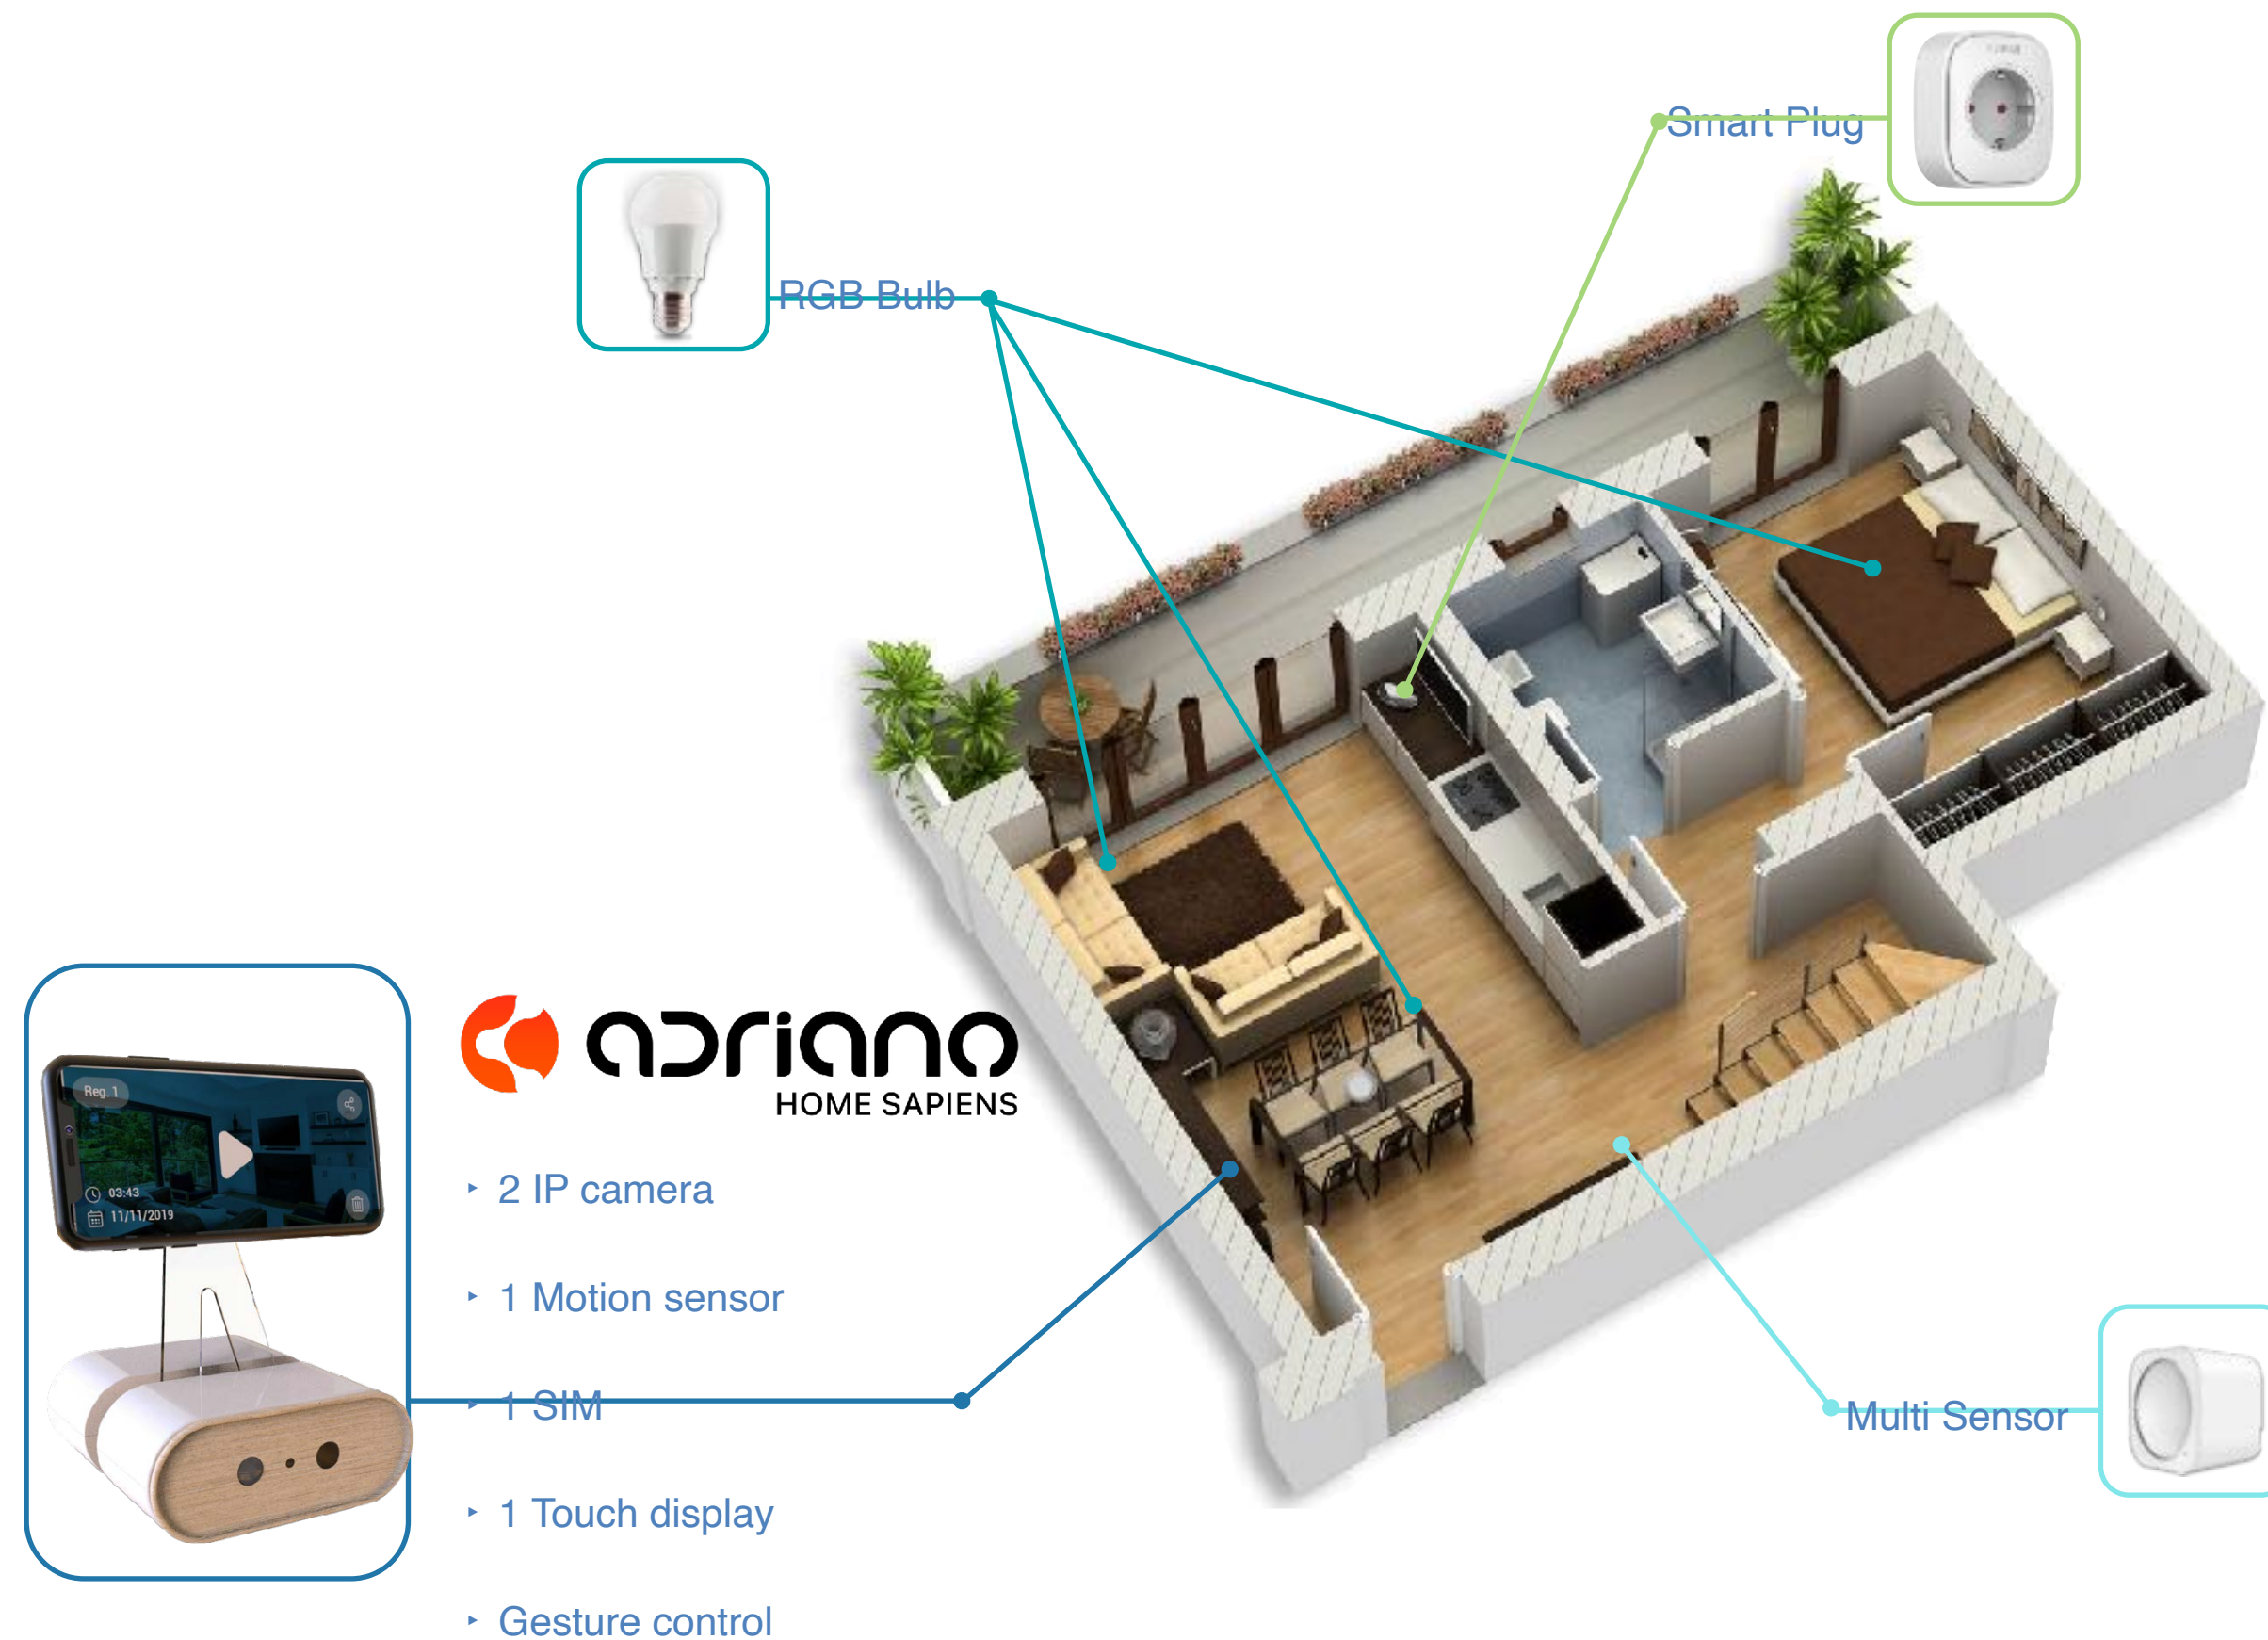 Smart Plug
RGB Bulb
adriano
HOME SAPIENS
Reg. 1
03:43
11/11/2019
‣ 2 IP camera
‣ 1 Motion sensor
‣ 1 SIM
‣ 1 Touch display
‣ Gesture control
Multi Sensor